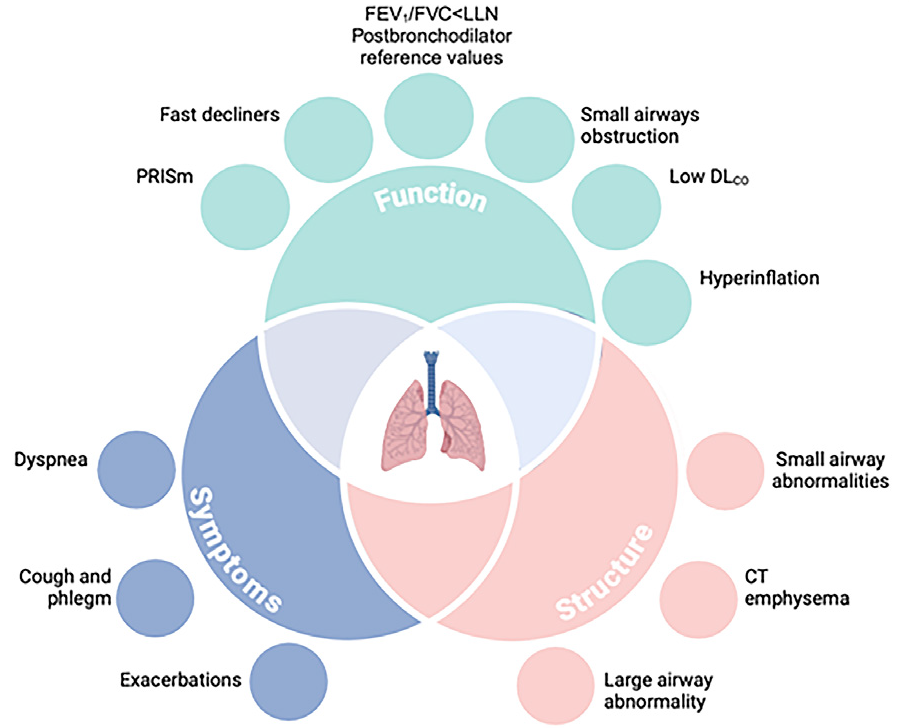 FEV₁/FVC<LLN
Postbronchodilator
reference values
Fast decliners
Small airways
obstruction
PRISm
Low DL꜀ₒ
Function
Hyperinflation
Dyspnea
Small airway
abnormalities
Symptoms
Structure
Cough and
phlegm
CT
emphysema
Exacerbations
Large airway
abnormality